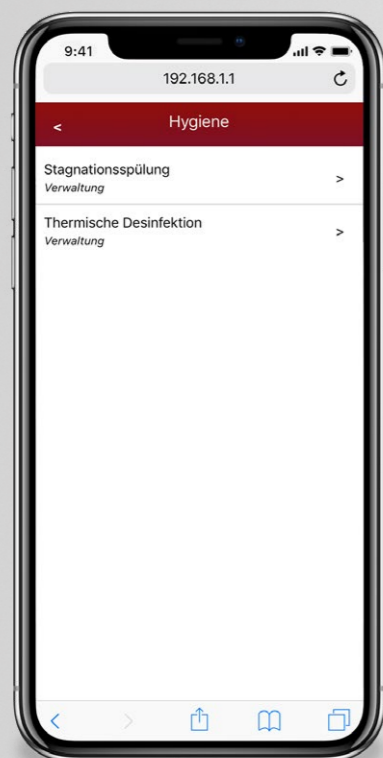 9:41
192.168.1.1
< Hygiene
Stagnationsspülung
Verwaltung
>
Thermische Desinfektion
Verwaltung
>